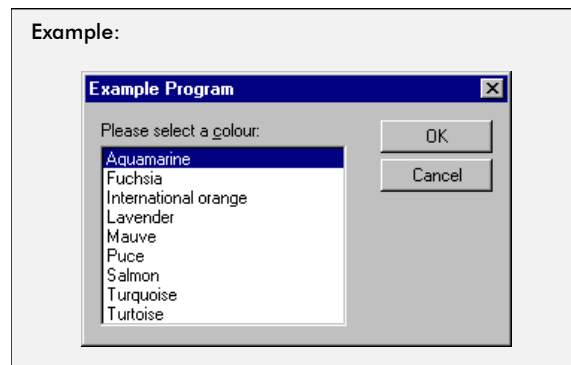 Example:
Example Program
Please select a colour:
OK
Cancel
Aquamarine
Fuchsia
International orange
Lavender
Mauve
Puce
Salmon
Turquoise
Turtoise